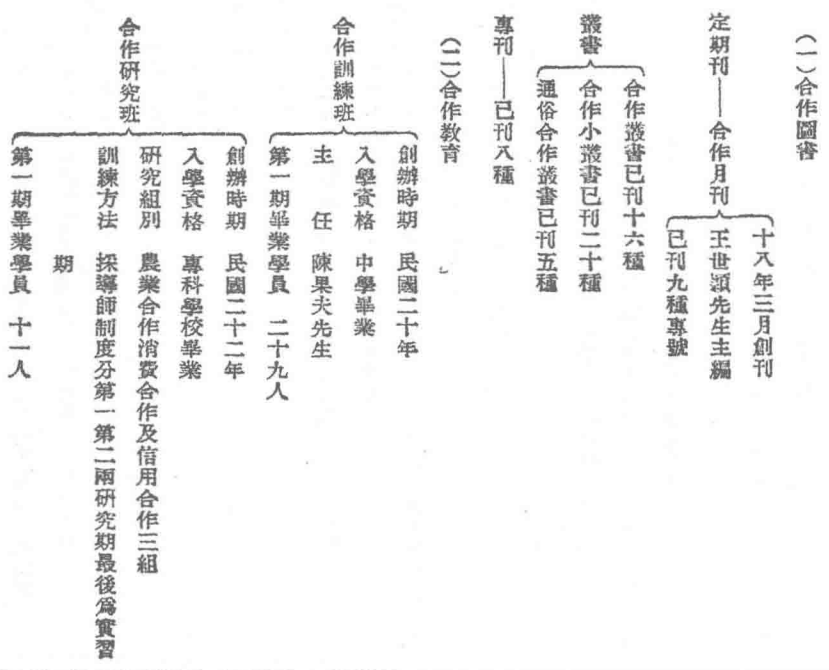 (一)合作圖書
定期刊——合作月刊
十八年三月創刊
王世頴先生主編
已刊九種專號
叢書
合作叢書已刊十六種
合作小叢書已刊二十種
通俗合作叢書已刊五種
專刊——已刊八種
(二)合作教育
合作訓練班
創辦時期 民國二十年
入學資格 中學畢業
主任 陳果夫先生
第一期畢業學員 二十九人
合作研究班
創辦時期 民國二十二年
入學資格 專科學校畢業
研究組別 農業合作消費合作及信用合作三組
訓練方法 採導師制度分第一第二兩研究期最後爲實習
期
第一期畢業學員 十一人